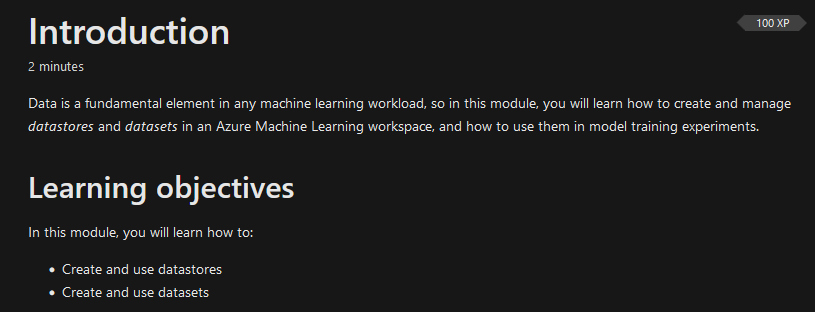 Introduction
100 XP
2 minutes
Data is a fundamental element in any machine learning workload, so in this module, you will learn how to create and manage
datastores and datasets in an Azure Machine Learning workspace, and how to use them in model training experiments.
Learning objectives
In this module, you will learn how to:
• Create and use datastores
• Create and use datasets